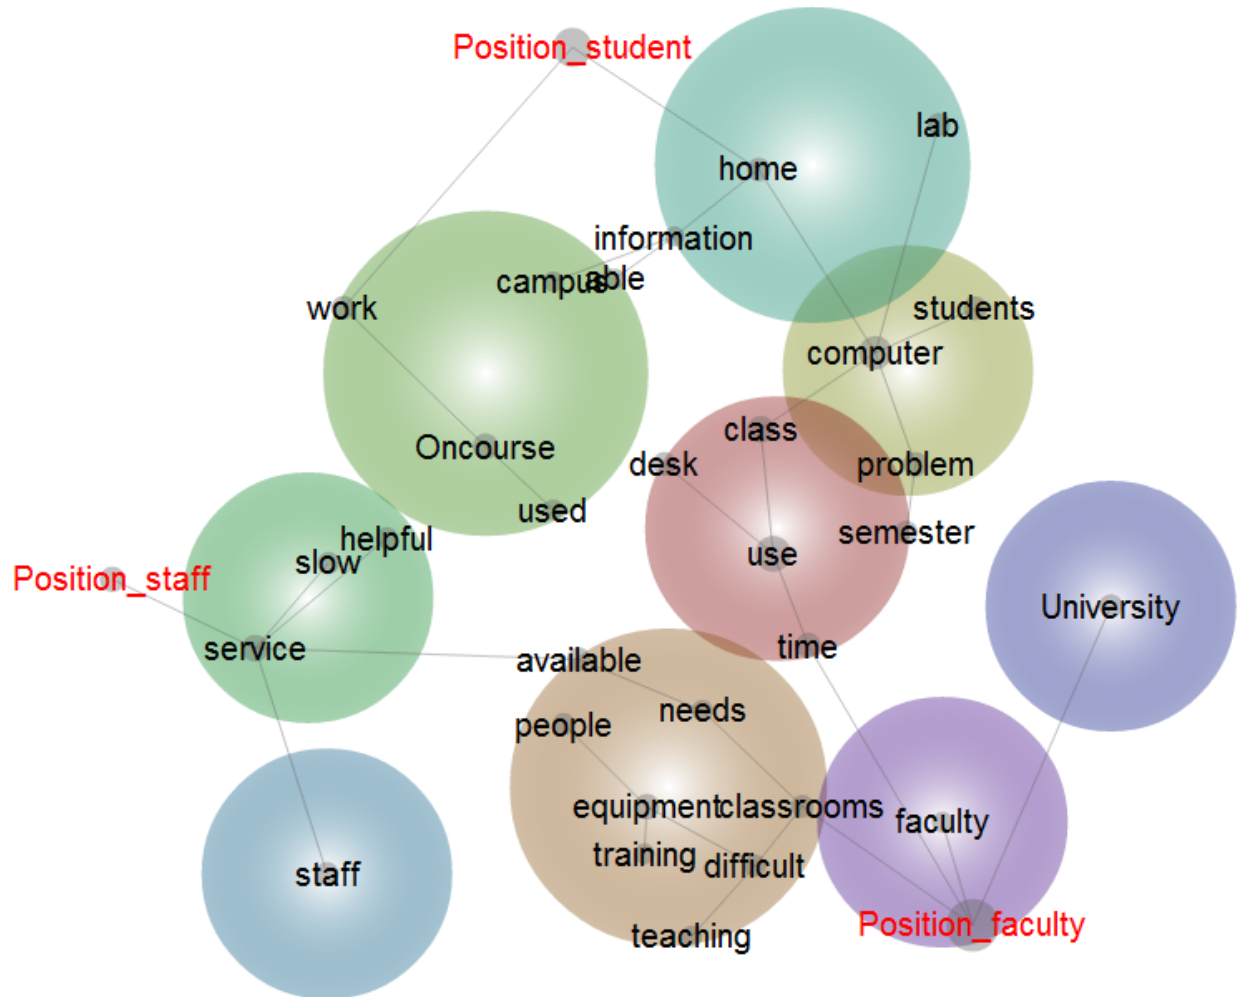 Position_student
lab
home
information
campus
able
work
students
computer
class
Oncourse
desk
problem
used
semester
helpful
use
slow
Position_staff
University
time
service
available
needs
people
equipment
classrooms
faculty
training
difficult
staff
Position_faculty
teaching